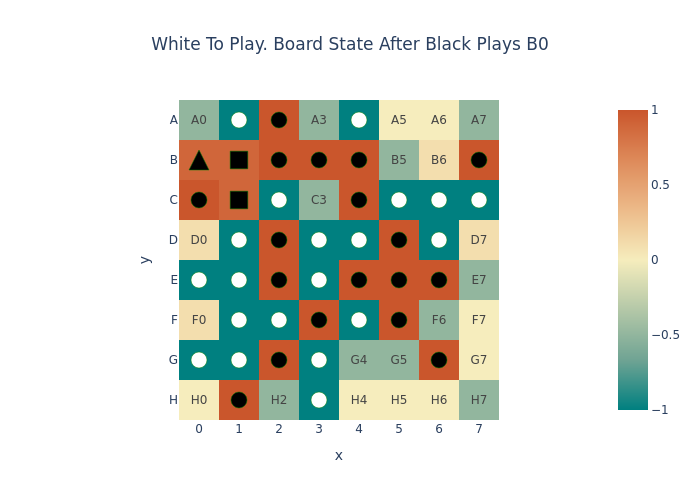 White To Play. Board State After Black Plays B0
A A0 A3 A5 A6 A7
B B5 B6
C C3
D D0 D7
E E7
F F0 F6 F7
G G4 G5 G7
H H0 H2 H4 H5 H6 H7
0 1 2 3 4 5 6 7
x
y
1
0.5
0
−0.5
−1